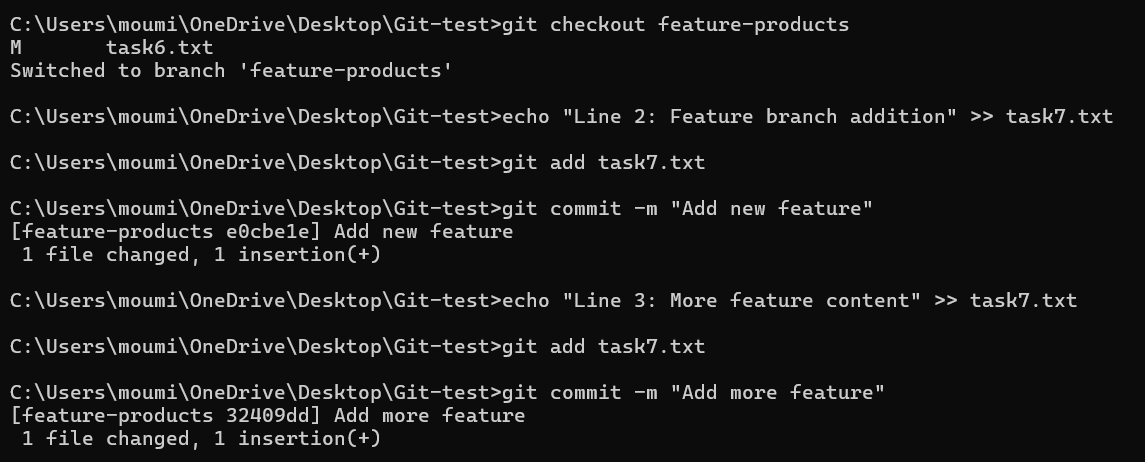 C:\Users\moumi\OneDrive\Desktop\Git-test>git checkout feature-products
M       task6.txt
Switched to branch 'feature-products'
C:\Users\moumi\OneDrive\Desktop\Git-test>echo "Line 2: Feature branch addition" >> task7.txt
C:\Users\moumi\OneDrive\Desktop\Git-test>git add task7.txt
C:\Users\moumi\OneDrive\Desktop\Git-test>git commit -m "Add new feature"
[feature-products e0cbe1e] Add new feature
 1 file changed, 1 insertion(+)
C:\Users\moumi\OneDrive\Desktop\Git-test>echo "Line 3: More feature content" >> task7.txt
C:\Users\moumi\OneDrive\Desktop\Git-test>git add task7.txt
C:\Users\moumi\OneDrive\Desktop\Git-test>git commit -m "Add more feature"
[feature-products 32409dd] Add more feature
 1 file changed, 1 insertion(+)